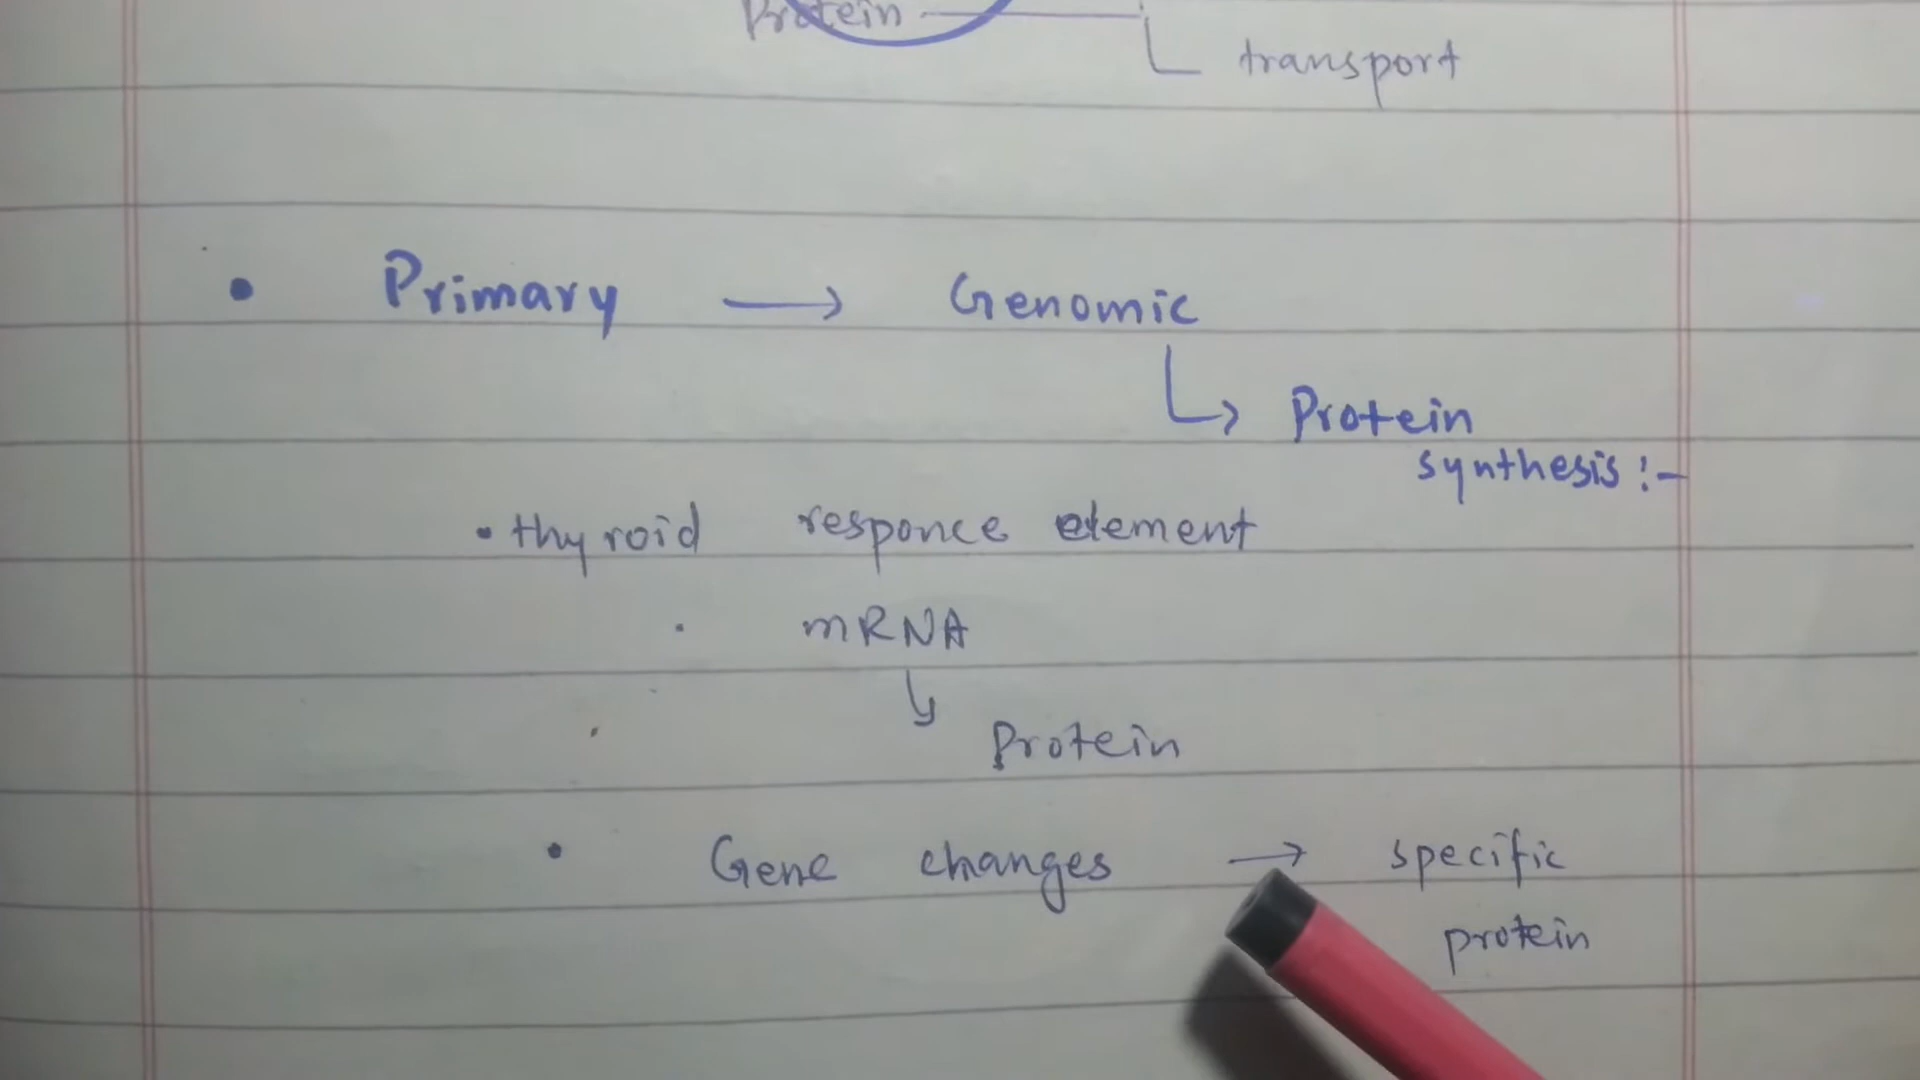 Protein
transport
• Primary → Genomic
↳ Protein
synthesis :-
• thyroid responce element
• mRNA
↳
Protein
• Gene changes → specific
protein